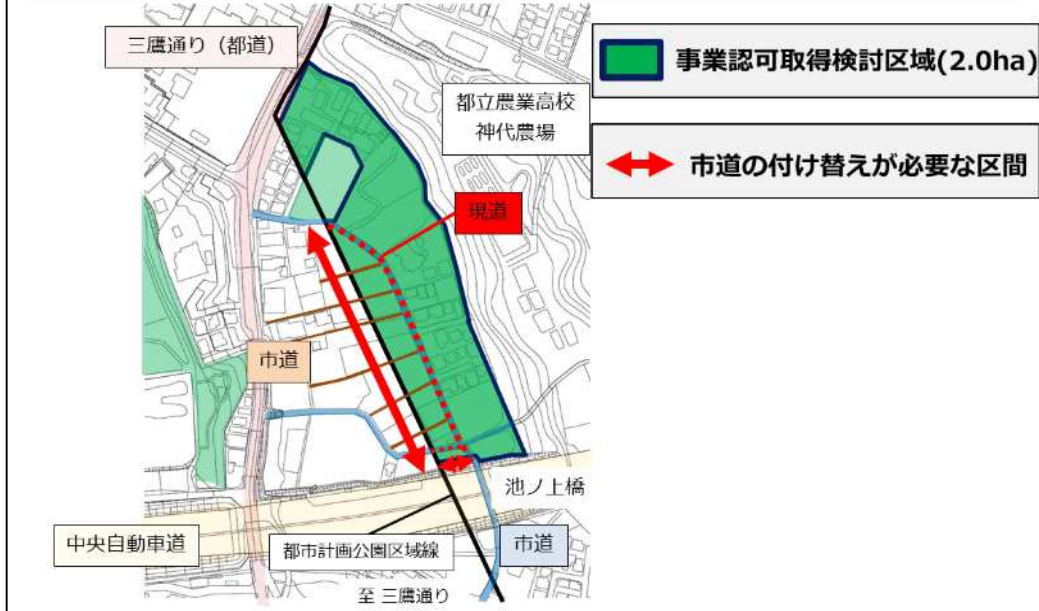 三鷹通り（都道）
事業認可取得検討区域(2.0ha)
都立農業高校
神代農場
市道の付け替えが必要な区間
現道
市道
池ノ上橋
中央自動車道
都市計画公園区域線
市道
至 三鷹通り